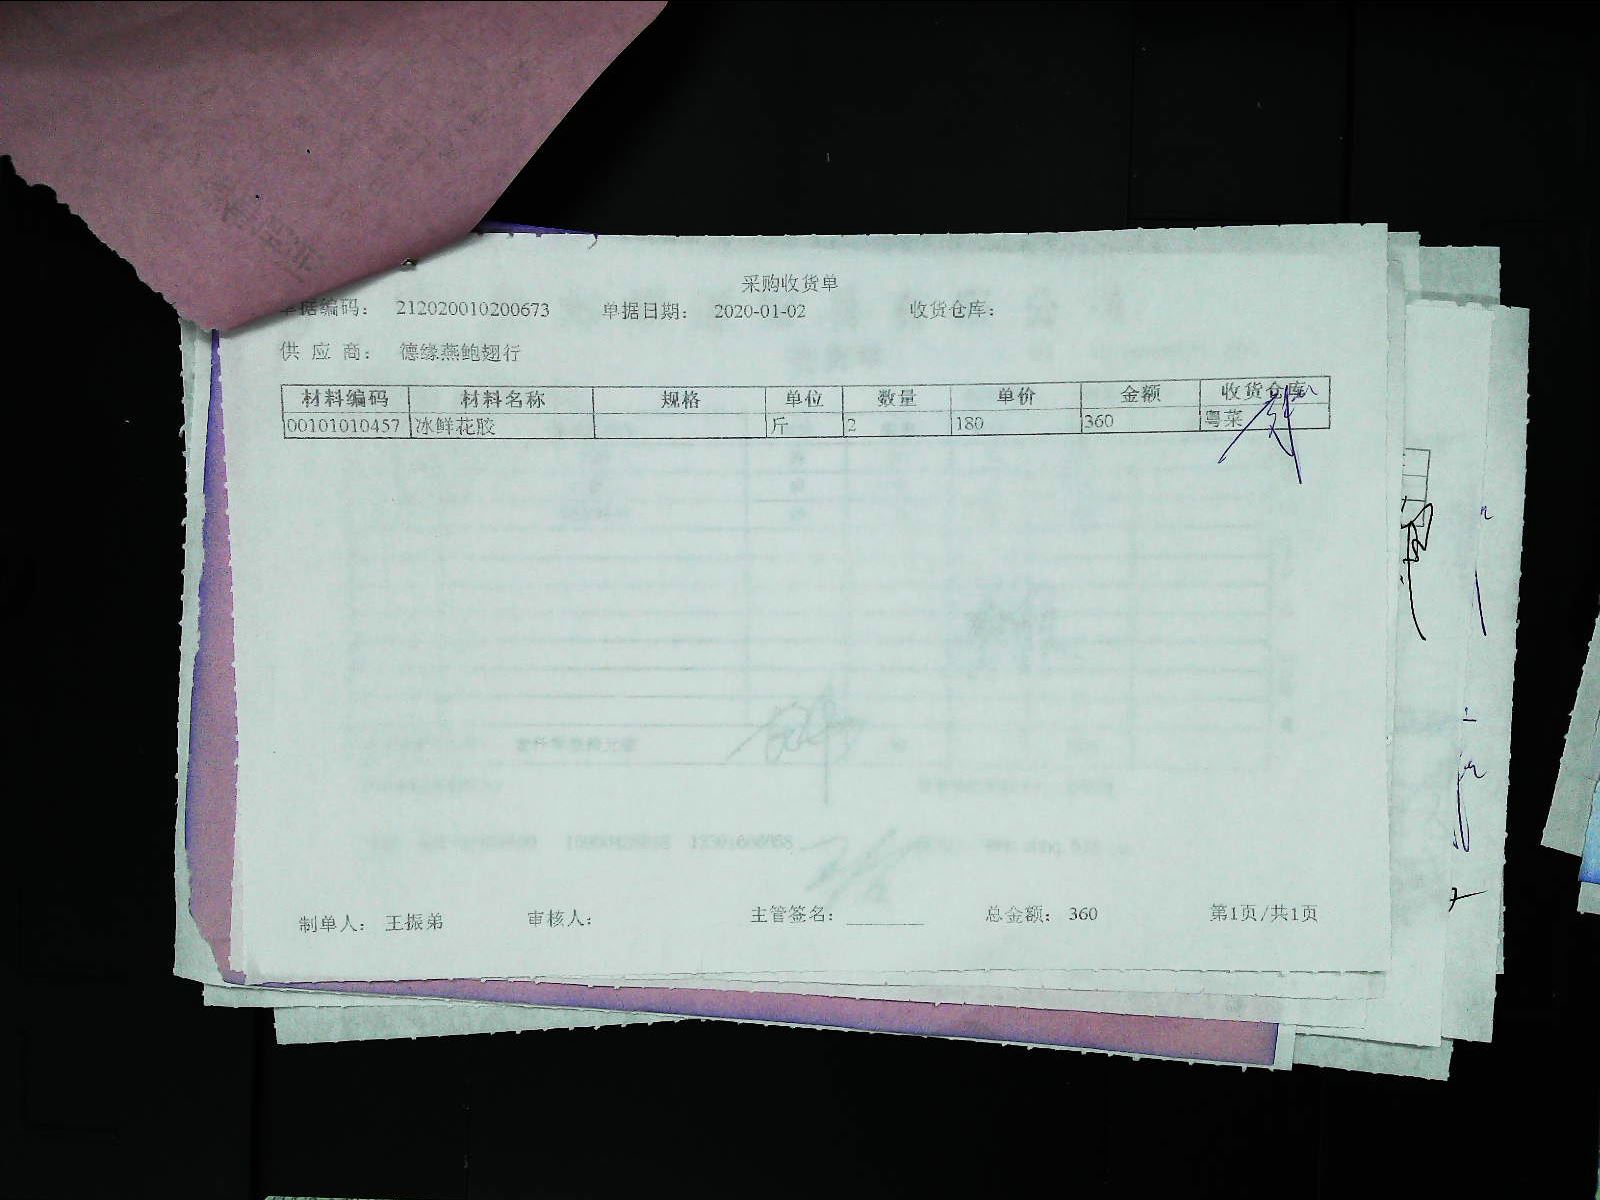 采购收货单
单据编码： 212020010200673 单据日期： 2020-01-02 收货仓库：
供 应 商： 德缘燕鲍翅行
材料编码 材料名称 规格 单位 数量 单价 金额 收货仓库
00101010457 冰鲜花胶 斤 2 180 360 粤菜
制单人： 王振弟 审核人： 主管签名：________ 总金额： 360 第1页/共1页